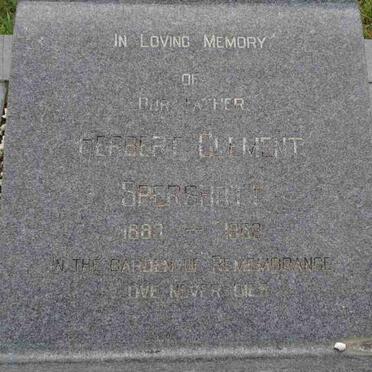 IN LOVING MEMORY
OF
OUR FATHER
HERBERT CLEMENT
SPERSHOTT
IN THE GARDEN OF REMEMBRANCE
LOVE NEVER DIES